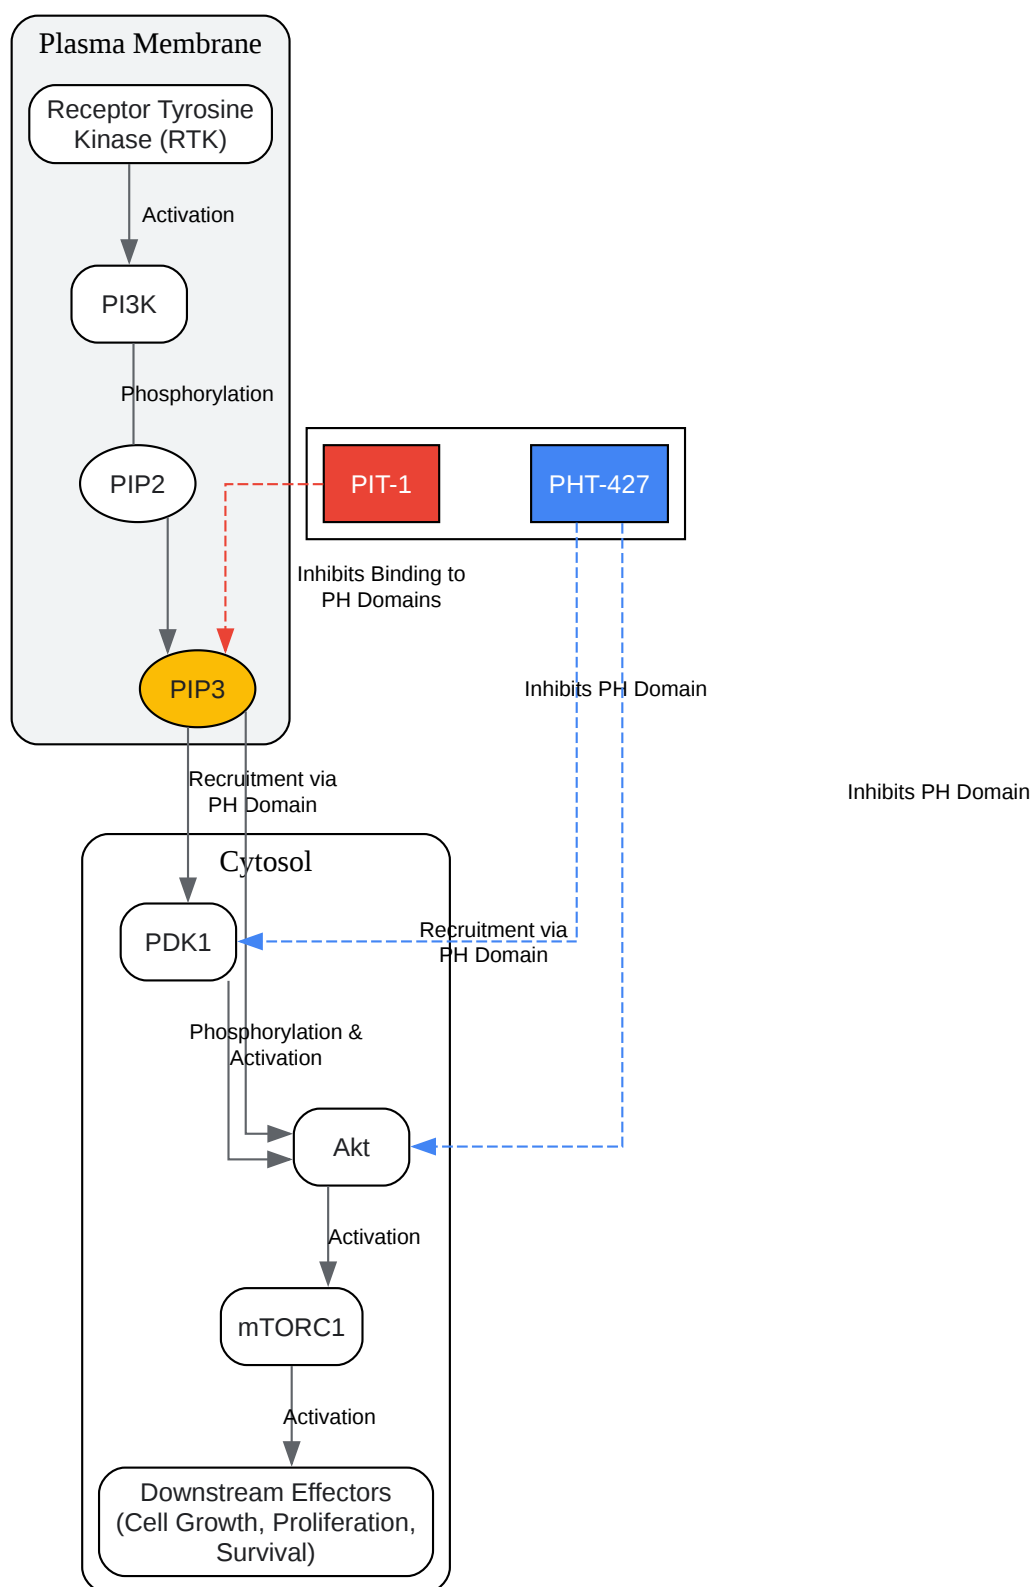 Plasma Membrane
Receptor Tyrosine
Kinase (RTK)
Activation
PI3K
Phosphorylation
PIP2
PIT-1
PHT-427
Inhibits Binding to
PH Domains
PIP3
Inhibits PH Domain
Recruitment via
PH Domain
Inhibits PH Domain
Cytosol
PDK1
Recruitment via
PH Domain
Phosphorylation &
Activation
Akt
Activation
mTORC1
Activation
Downstream Effectors
(Cell Growth, Proliferation,
Survival)